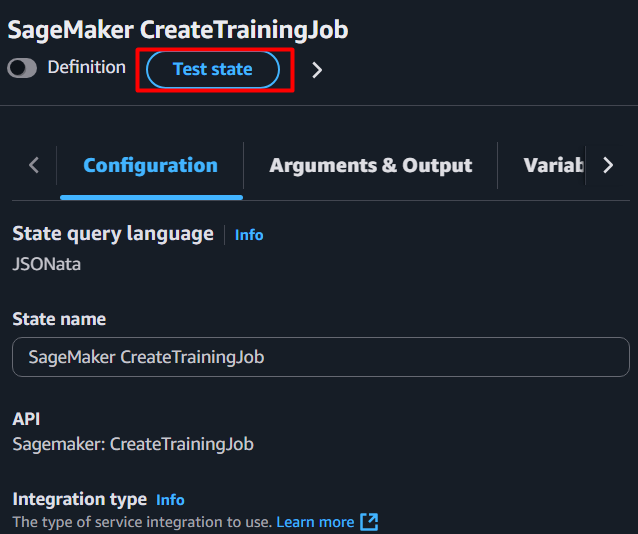 SageMaker CreateTrainingJob
Definition Test state
Configuration Arguments & Output Variab
State query language Info
JSONata
State name
SageMaker CreateTrainingJob
API
Sagemaker: CreateTrainingJob
Integration type Info
The type of service integration to use. Learn more